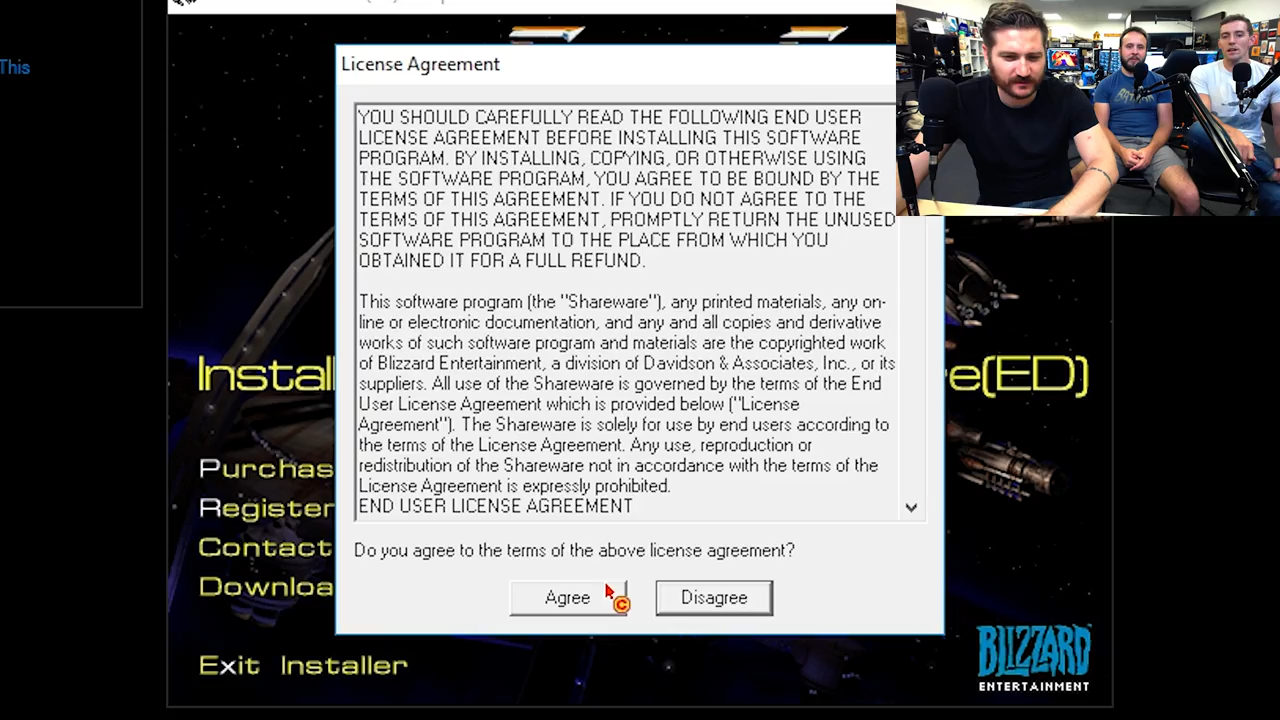 This
License Agreement
YOU SHOULD CAREFULLY READ THE FOLLOWING END USER
LICENSE AGREEMENT BEFORE INSTALLING THIS SOFTWARE
PROGRAM. BY INSTALLING, COPYING, OR OTHERWISE USING
THE SOFTWARE PROGRAM, YOU AGREE TO BE BOUND BY THE
TERMS OF THIS AGREEMENT. IF YOU DO NOT AGREE TO THE
TERMS OF THIS AGREEMENT, PROMPTLY RETURN THE UNUSED
SOFTWARE PROGRAM TO THE PLACE FROM WHICH YOU
OBTAINED IT FOR A FULL REFUND.
This software program (the "Shareware"), any printed materials, any on-
line or electronic documentation, and any and all copies and derivative
works of such software program and materials are the copyrighted work
of Blizzard Entertainment, a division of Davidson & Associates, Inc., or its
suppliers. All use of the Shareware is governed by the terms of the End
User License Agreement which is provided below ("License
Agreement"). The Shareware is solely for use by end users according to
the terms of the License Agreement. Any use, reproduction or
redistribution of the Shareware not in accordance with the terms of the
License Agreement is expressly prohibited.
END USER LICENSE AGREEMENT
Do you agree to the terms of the above license agreement?
Agree
Disagree
Instal
e(ED)
Purchas
Register
Contact
Downloa
Exit Installer
BLIZZARD
ENTERTAINMENT